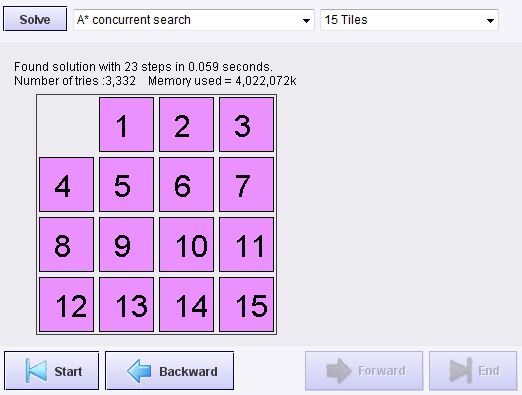 Solve A* concurrent search 15 Tiles
Found solution with 23 steps in 0.059 seconds.
Number of tries :3,332 Memory used = 4,022,072k
1 2 3
4 5 6 7
8 9 10 11
12 13 14 15
Start Backward Forward End